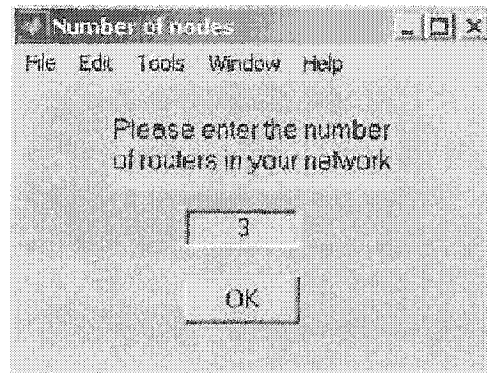 Number of nodes
File Edit Tools Window Help
Please enter the number
of routers in your network
3
OK